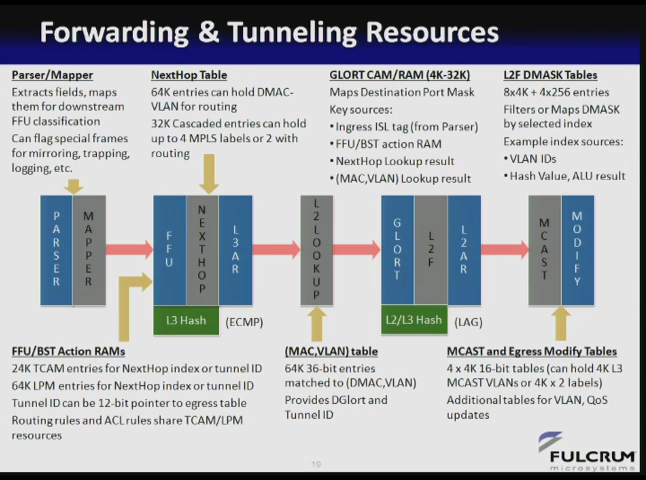 Forwarding & Tunneling Resources
Parser/Mapper
Extracts fields, maps
them for downstream
FFU classification
Can flag special frames
for mirroring, trapping,
logging, etc.
NextHop Table
64K entries can hold DMAC-
VLAN for routing
32K Cascaded entries can hold
up to 4 MPLS labels or 2 with
routing
GLORT CAM/RAM (4K-32K)
Maps Destination Port Mask
Key sources:
• Ingress ISL tag (from Parser)
• FFU/BST action RAM
• NextHop Lookup result
• (MAC,VLAN) Lookup result
L2F DMASK Tables
8x4K + 4x256 entries
Filters or Maps DMASK
by selected index
Example index sources:
• VLAN IDs
• Hash Value, ALU result
PARSER
MAPPER
FFU
NEXTHOP
L3AR
L2LOOKUP
GLORT
L2F
L2AR
MCAST
MODIFY
L3 Hash
(ECMP)
L2/L3 Hash
(LAG)
FFU/BST Action RAMs
24K TCAM entries for NextHop index or tunnel ID
64K LPM entries for NextHop index or tunnel ID
Tunnel ID can be 12-bit pointer to egress table
Routing rules and ACL rules share TCAM/LPM
resources
(MAC,VLAN) table
64K 36-bit entries
matched to (DMAC,VLAN)
Provides DGlort and
Tunnel ID
MCAST and Egress Modify Tables
4 x 4K 16-bit tables (can hold 4K L3
MCAST VLANs or 4K x 2 labels)
Additional tables for VLAN, QoS
updates
19
FULCRUM
microsystems